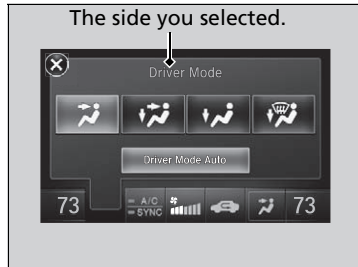 The side you selected.
Driver Mode
Driver Mode Auto
73
A/C
SYNC
73